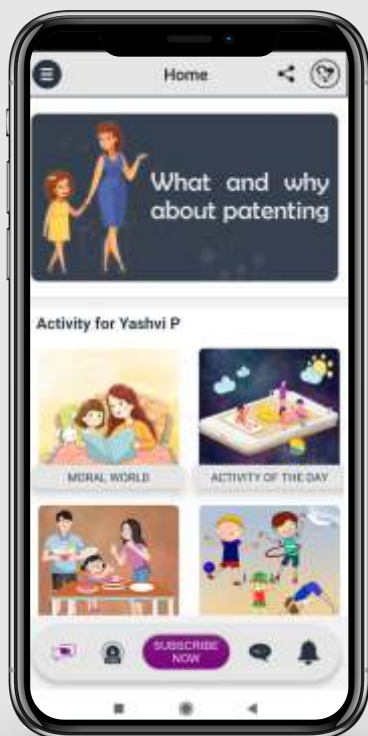 Home
What and why
about patenting
Activity for Yashvi P
MORAL WORLD
ACTIVITY OF THE DAY
SUBSCRIBE
NOW